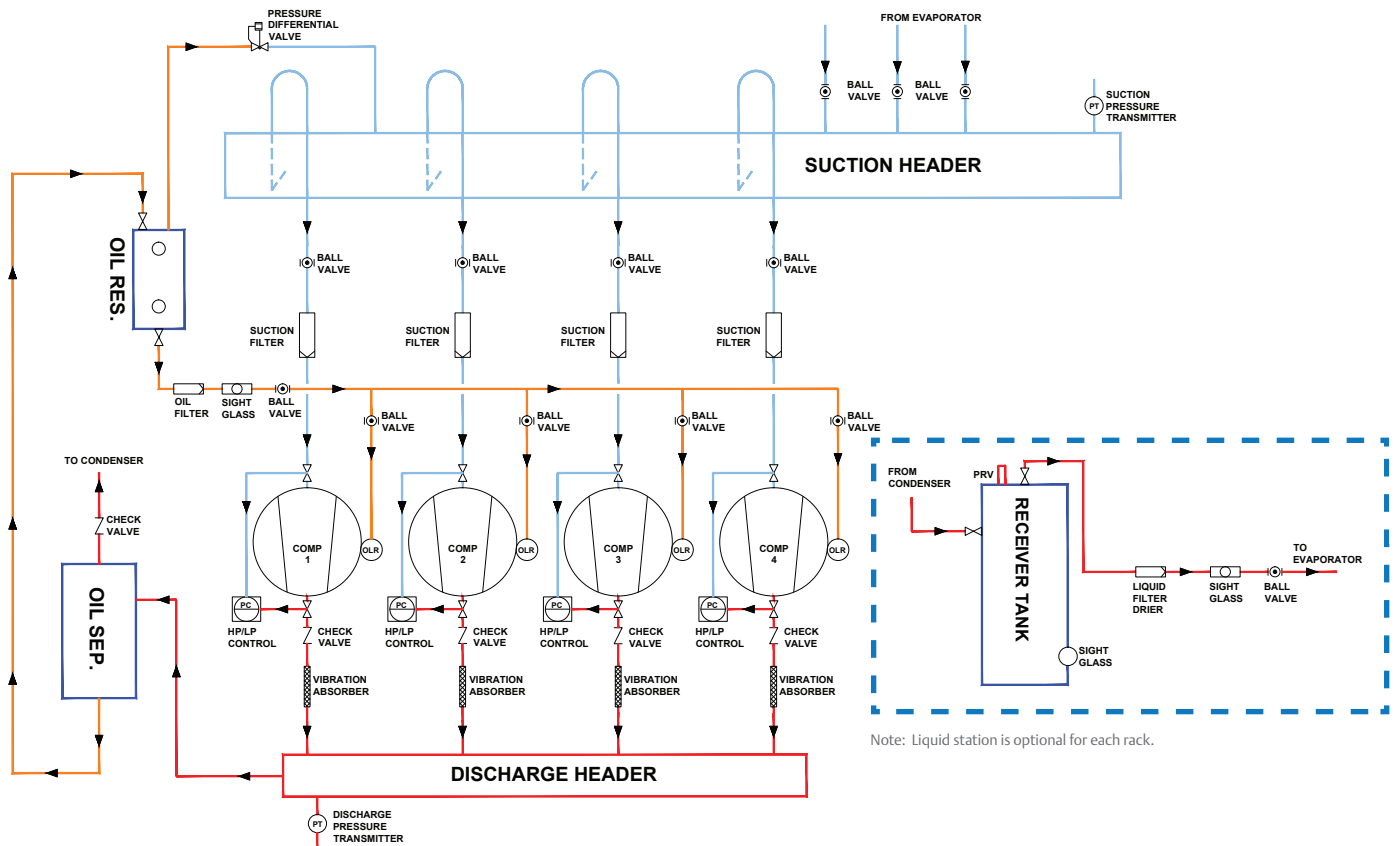 PRESSURE
DIFFERENTIAL
VALVE
FROM EVAPORATOR
BALL
VALVE
BALL
VALVE
PT
SUCTION
PRESSURE
TRANSMITTER
SUCTION HEADER
OIL RES.
BALL
VALVE
BALL
VALVE
BALL
VALVE
BALL
VALVE
SUCTION
FILTER
SUCTION
FILTER
SUCTION
FILTER
SUCTION
FILTER
OIL
FILTER
SIGHT
GLASS
BALL
VALVE
BALL
VALVE
BALL
VALVE
BALL
VALVE
BALL
VALVE
TO CONDENSER
CHECK
VALVE
OIL SEP.
COMP
1
OLR
COMP
2
OLR
COMP
3
OLR
COMP
4
OLR
PC
HP/LP
CONTROL
CHECK
VALVE
PC
HP/LP
CONTROL
CHECK
VALVE
PC
HP/LP
CONTROL
CHECK
VALVE
PC
HP/LP
CONTROL
CHECK
VALVE
VIBRATION
ABSORBER
VIBRATION
ABSORBER
VIBRATION
ABSORBER
VIBRATION
ABSORBER
DISCHARGE HEADER
PT
DISCHARGE
PRESSURE
TRANSMITTER
FROM
CONDENSER
PRV
RECEIVER TANK
LIQUID
FILTER
DRIER
SIGHT
GLASS
BALL
VALVE
TO
EVAPORATOR
SIGHT
GLASS
Note: Liquid station is optional for each rack.